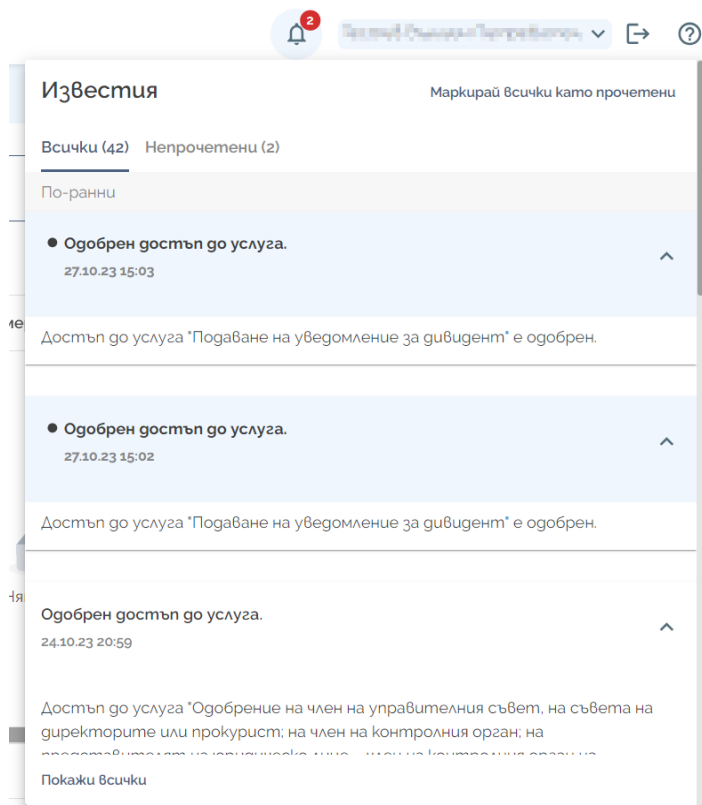 2
Известия
Маркирай всички като прочетени
Всички (42) Непрочетени (2)
По-ранни
Одобрен достъп до услуга.
27.10.23 15:03
Достъп до услуга "Подаване на уведомление за дивидент" е одобрен.
Одобрен достъп до услуга.
27.10.23 15:02
Достъп до услуга "Подаване на уведомление за дивидент" е одобрен.
Одобрен достъп до услуга.
24.10.23 20:59
Достъп до услуга "Одобрение на член на управителния съвет, на съвета на
директорите или прокурист; на член на контролния орган; на
Покажи всички